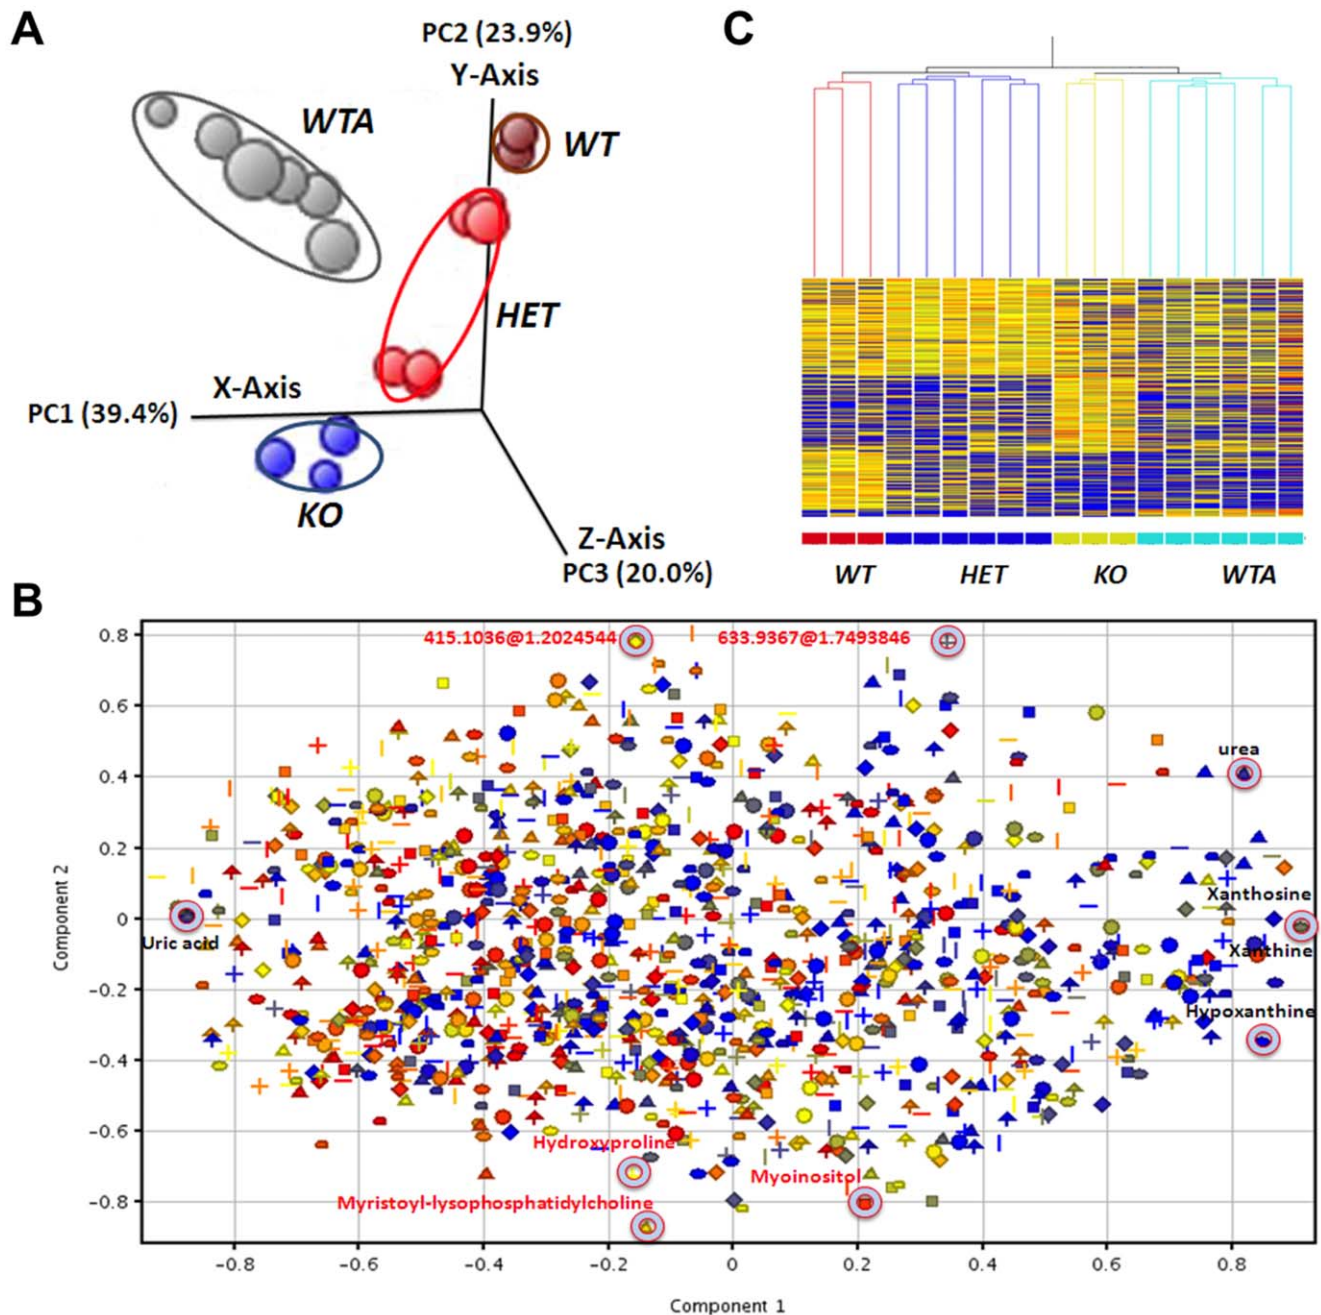 A
PC2 (23.9%)
Y-Axis
WTA
WT
HET
X-Axis
PC1 (39.4%)
KO
Z-Axis
PC3 (20.0%)
C
WT HET KO WTA
B
415.1036@1.2024544 633.9367@1.7493846
urea
Xanthosine
Uric acid
Xanthine
Hypoxanthine
Hydroxyproline
Myoinositol
Myristoyl-lysophosphatidylcholine
0.8
0.6
0.4
0.2
0
-0.2
-0.4
-0.6
-0.8
Component 2
-0.8 -0.6 -0.4 -0.2 0 0.2 0.4 0.6 0.8
Component 1